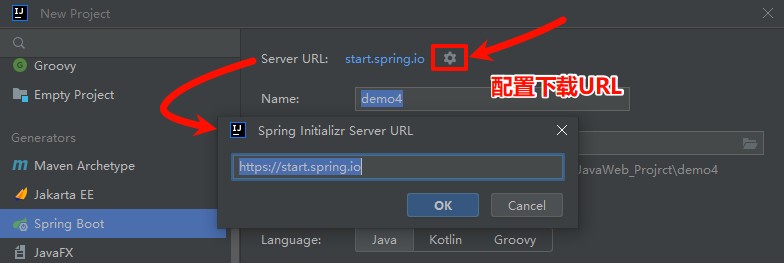 New Project
Groovy
Empty Project
Generators
Maven Archetype
Jakarta EE
Spring Boot
JavaFX
Server URL: start.spring.io
配置下载URL
Name: demo4
Spring Initializr Server URL
https://start.spring.io
OK Cancel
JavaWeb_Projrct\demo4
Language: Java Kotlin Groovy